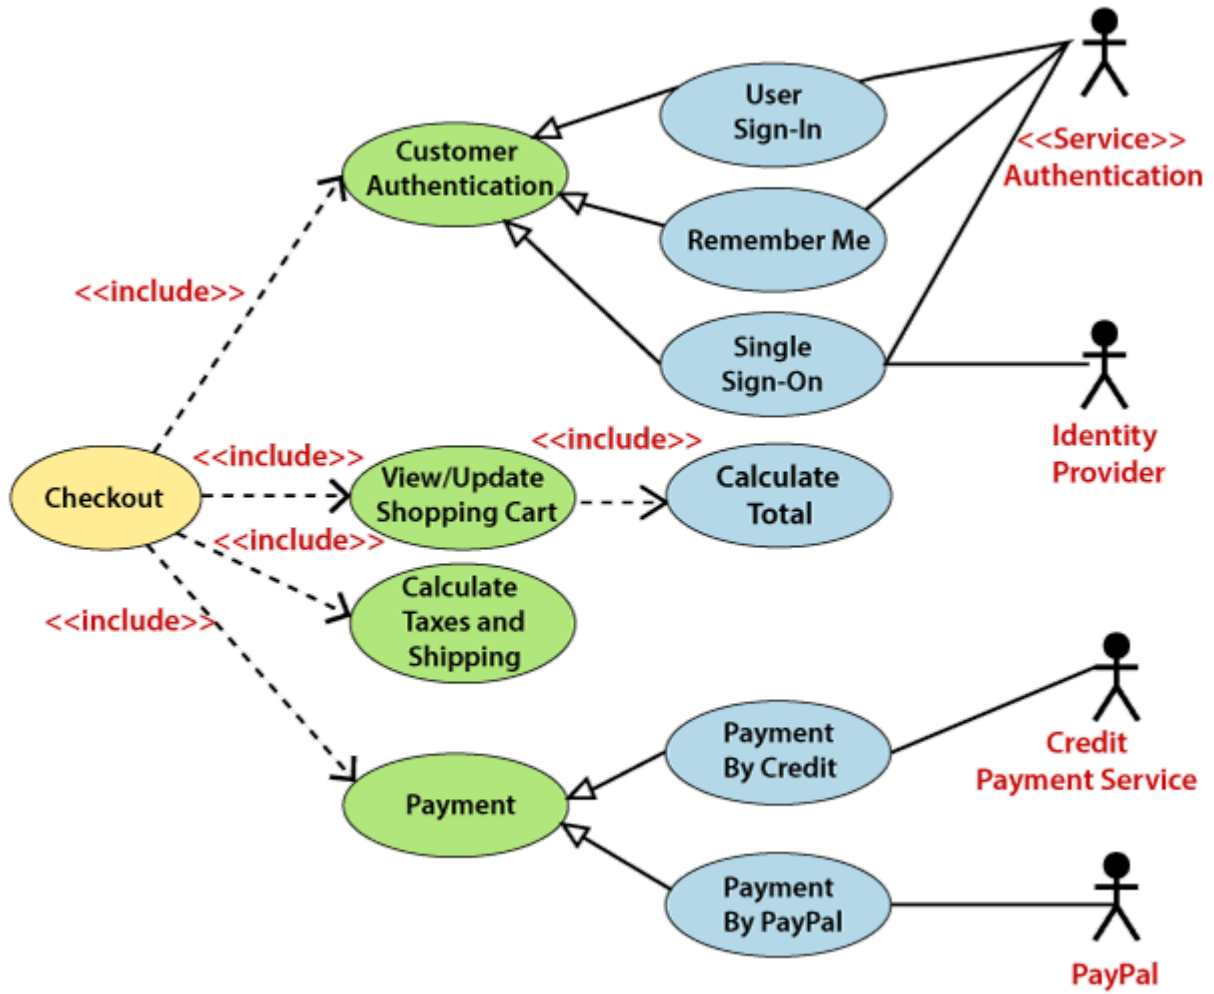 User
Sign-In
<<Service>>
Authentication
Customer
Authentication
Remember Me
<<include>>
Single
Sign-On
Identity
Provider
<<include>>
<<include>>
Checkout
View/Update
Shopping Cart
Calculate
Total
<<include>>
Calculate
Taxes and
Shipping
<<include>>
Payment
By Credit
Credit
Payment Service
Payment
Payment
By PayPal
PayPal